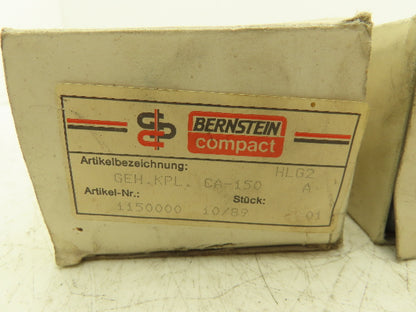 BERNSTEIN
compact
Artikelbezeichnung: HLG2
GEH.KPL. CA-150 A
Artikel-Nr.: Stück:
1150000 10/89 01